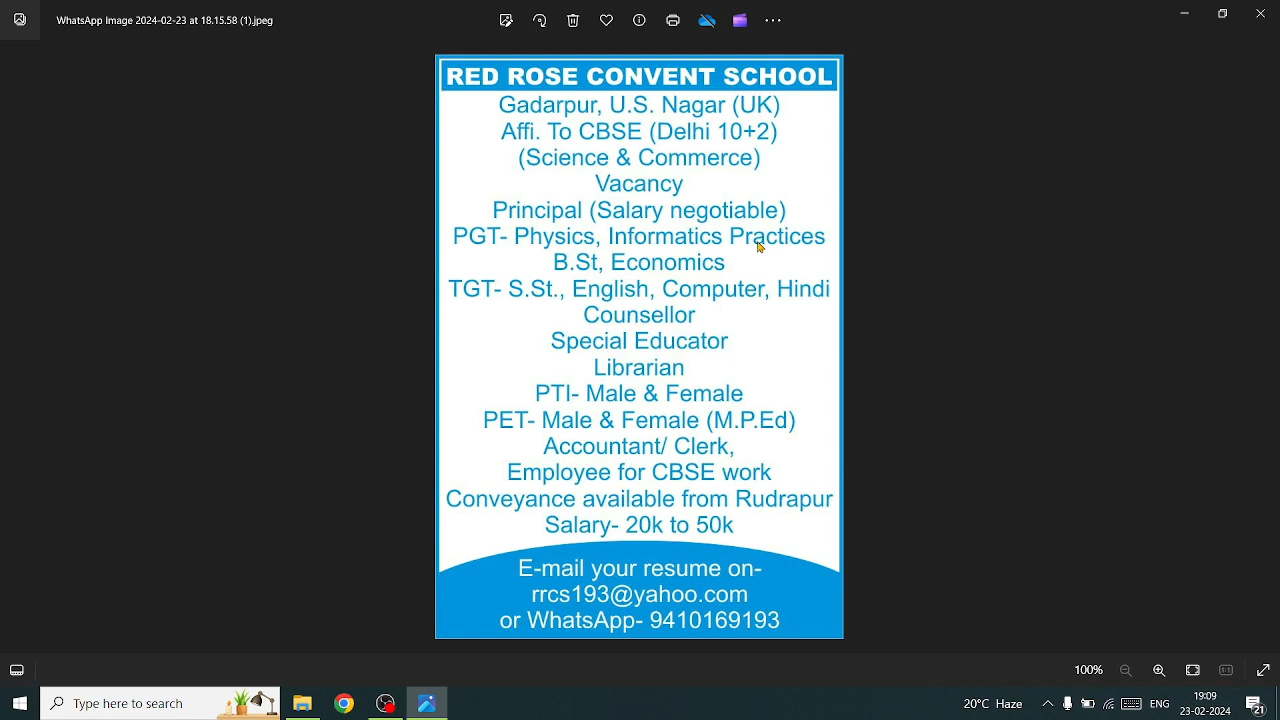 WhatsApp Image 2024-02-23 at 18.15.58 (1).jpeg
RED ROSE CONVENT SCHOOL
Gadarpur, U.S. Nagar (UK)
Affi. To CBSE (Delhi 10+2)
(Science & Commerce)
Vacancy
Principal (Salary negotiable)
PGT- Physics, Informatics Practices
B.St, Economics
TGT- S.St., English, Computer, Hindi
Counsellor
Special Educator
Librarian
PTI- Male & Female
PET- Male & Female (M.P.Ed)
Accountant/ Clerk,
Employee for CBSE work
Conveyance available from Rudrapur
Salary- 20k to 50k
E-mail your resume on-
rrcs193@yahoo.com
or WhatsApp- 9410169193
100%
Type here to search
20°C Haze
ENG
19:09
23-02-2024
21